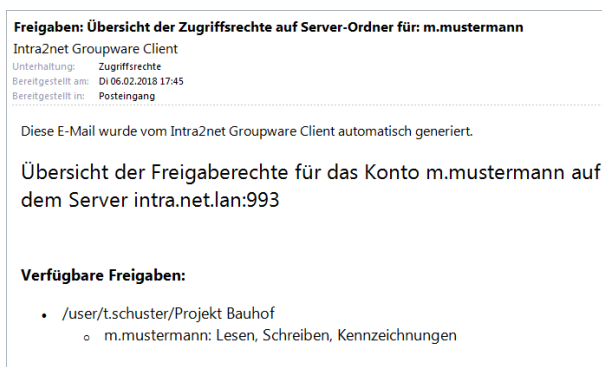 Freigaben: Übersicht der Zugriffsrechte auf Server-Ordner für: m.mustermann
Intra2net Groupware Client
Unterhaltung: Zugriffsrechte
Bereitgestellt am: Di 06.02.2018 17:45
Bereitgestellt in: Posteingang
Diese E-Mail wurde vom Intra2net Groupware Client automatisch generiert.
Übersicht der Freigaberechte für das Konto m.mustermann auf
dem Server intra.net.lan:993
Verfügbare Freigaben:
• /user/t.schuster/Projekt Bauhof
o m.mustermann: Lesen, Schreiben, Kennzeichnungen